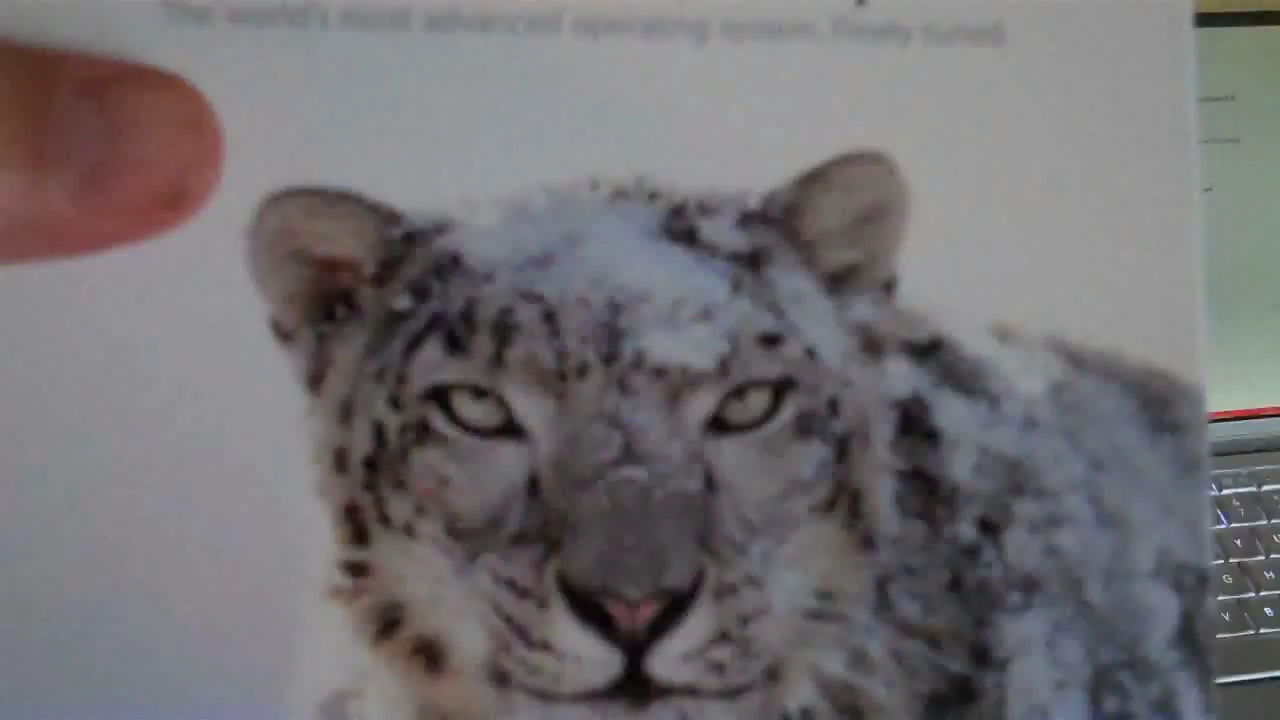 The world's most advanced operating system. Finely tuned.
Y
G H
V B